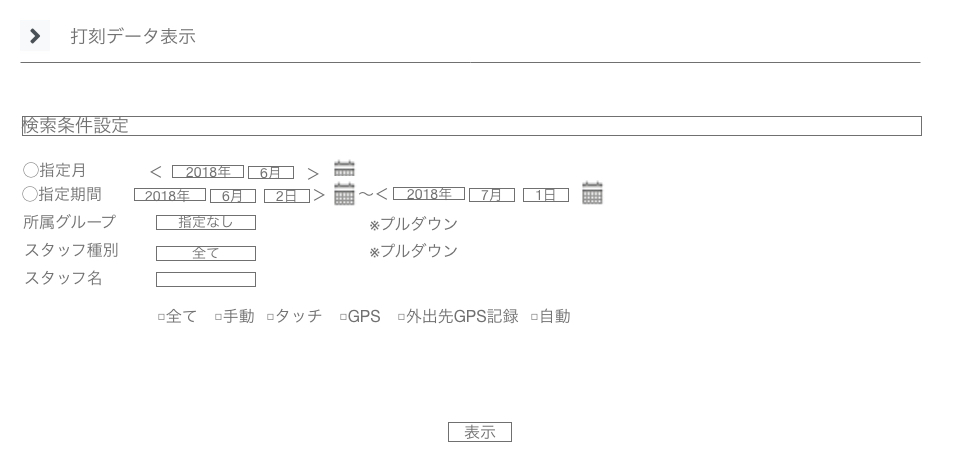 打刻データ表示
検索条件設定
◯指定月 < 2018年 6月 >
◯指定期間 2018年 6月 2日 > 〜< 2018年 7月 1日
所属グループ 指定なし ※プルダウン
スタッフ種別 全て ※プルダウン
スタッフ名
□全て □手動 □タッチ □GPS □外出先GPS記録 □自動
表示